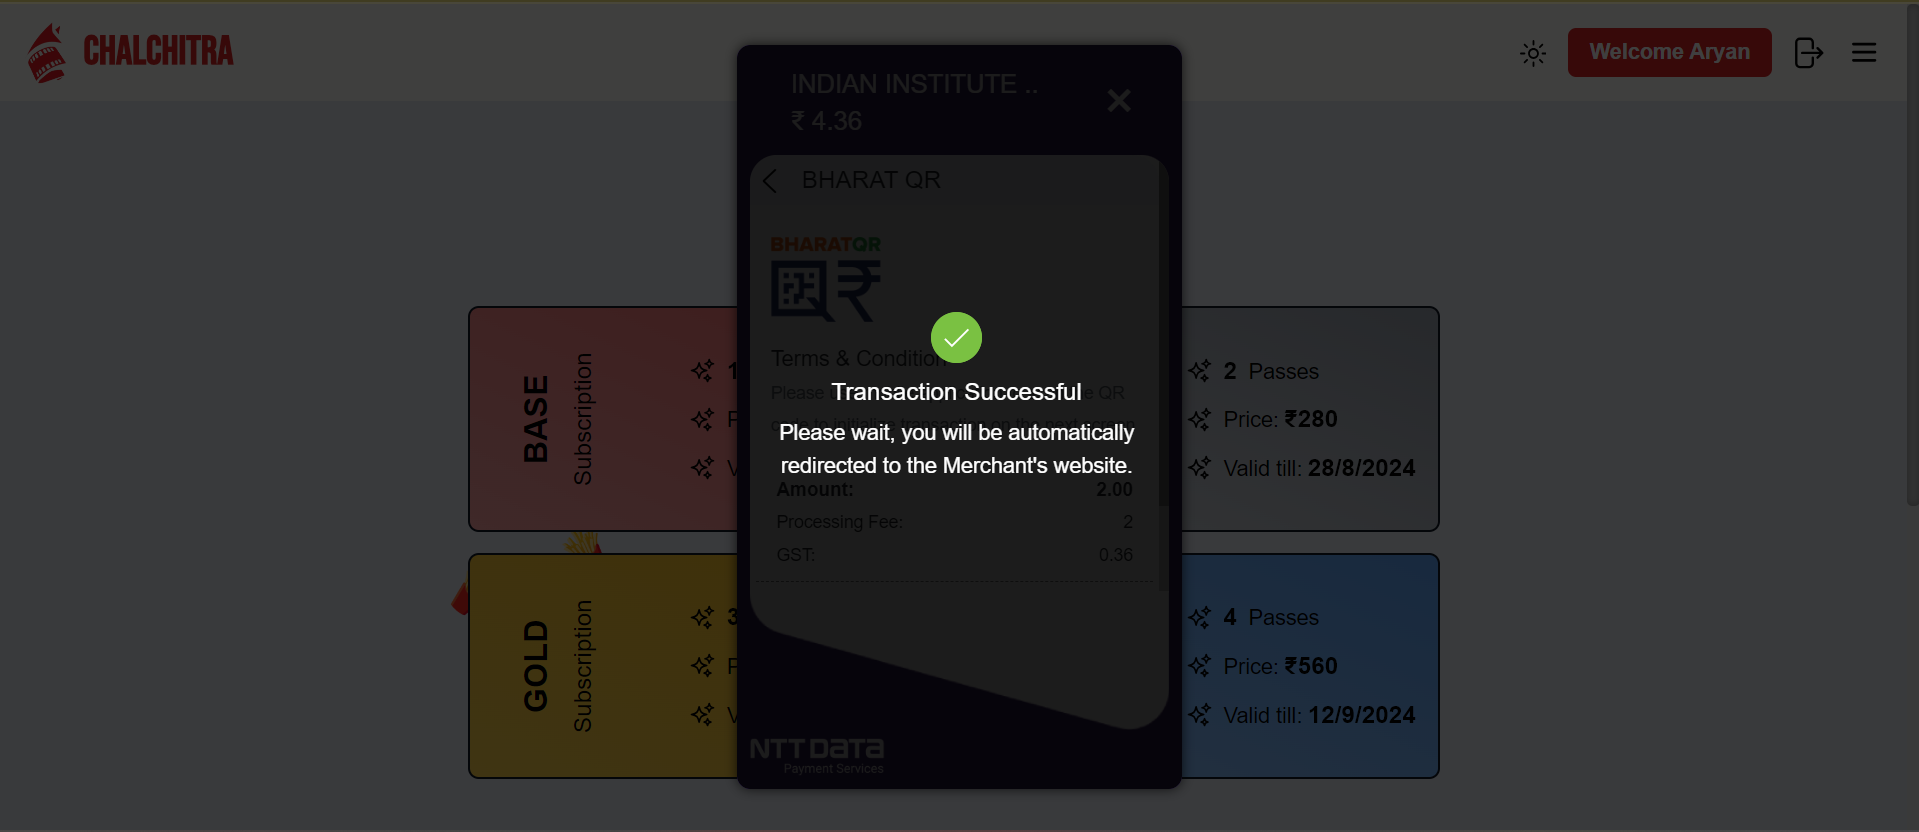 CHALCHITRA
Welcome Aryan
INDIAN INSTITUTE ..
₹ 4.36
BHARAT QR
BHARATQR
Terms & Condition
Transaction Successful
Please QR
Please wait, you will be automatically
redirected to the Merchant's website.
Amount: 2.00
Processing Fee: 2
GST: 0.36
NTT DATA
Payment Services
BASE
Subscription
1
P
V
2 Passes
Price: ₹280
Valid till: 28/8/2024
GOLD
Subscription
3
P
V
4 Passes
Price: ₹560
Valid till: 12/9/2024